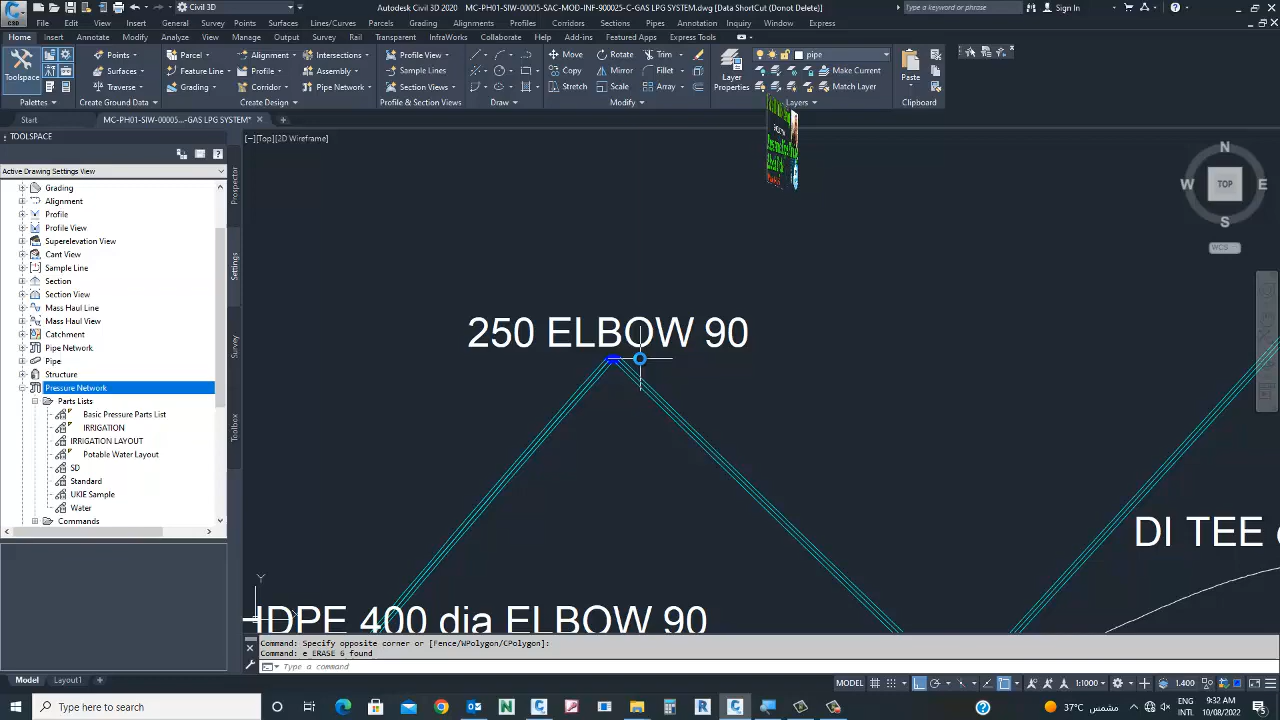 Civil 3D
Autodesk Civil 3D 2021
MC-PH01-SIW-00005-SAC-MOD-INF-900025-C-GAS LPG SYSTEM.dwg [Data ShortCut (Donot Delete)]
Type a keyword or phrase
Sign In
File Edit View Insert General Survey Points Surfaces Lines/Curves Parcels Grading Alignments Profiles Corridors Sections Pipes Annotation Inquiry Window Express
Home Insert Annotate Modify Analyze View Manage Output Survey Rail Transparent InfraWorks Collaborate Help Add-ins Featured Apps Express Tools
Toolspace
Points
Surfaces
Traverse
Parcel
Feature Line
Grading
Alignment
Profile
Corridor
Intersections
Assembly
Pipe Network
Profile View
Sample Lines
Section Views
Move
Copy
Stretch
Rotate
Mirror
Scale
Trim
Fillet
Array
Layer Properties
pipe
Make Current
Match Layer
Paste
Palettes
Create Ground Data
Create Design
Profile & Section Views
Draw
Modify
Layers
Clipboard
Start
MC-PH01-SIW-00005...-GAS LPG SYSTEM*
TOOLSPACE
Active Drawing Settings View
Grading
Alignment
Profile
Profile View
Superelevation View
Cant View
Sample Line
Section
Section View
Mass Haul Line
Mass Haul View
Catchment
Pipe Network
Pipe
Structure
Pressure Network
Parts Lists
Basic Pressure Parts List
IRRIGATION
IRRIGATION LAYOUT
Potable Water Layout
SD
Standard
UKIE Sample
Water
Commands
Prospector
Settings
Survey
Toolbox
[−][Top][2D Wireframe]
N
W
TOP
E
S
WCS
250 ELBOW 90
DI TEE
HDPE 400 dia ELBOW 90
Y
Command: Specify opposite corner or [Fence/WPolygon/CPolygon]:
Command: e ERASE 6 found
Type a command
Model
Layout1
MODEL
1:1000
1.400
Type here to search
37°C
مشمس
ENG
INTL
9:32 AM
10/08/2022